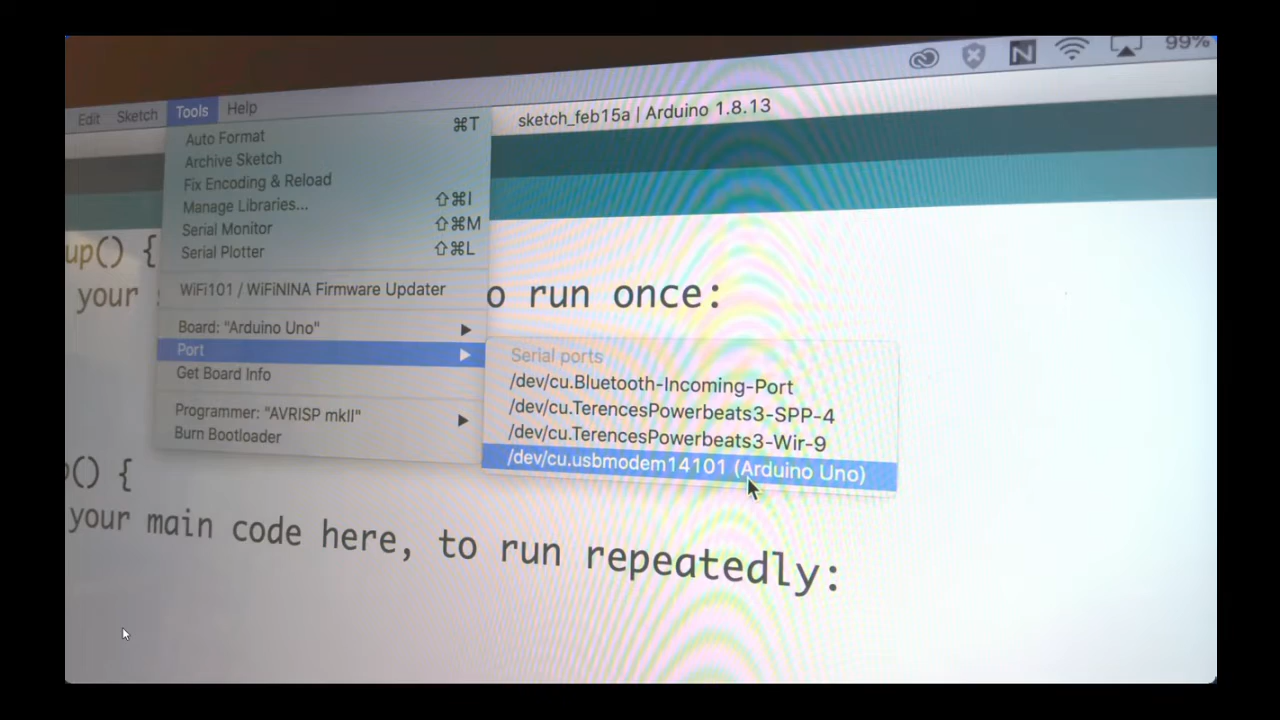 99%
Edit Sketch Tools Help
sketch_feb15a | Arduino 1.8.13
Auto Format ⌘T
Archive Sketch
Fix Encoding & Reload
Manage Libraries... ⇧⌘I
Serial Monitor ⇧⌘M
Serial Plotter ⇧⌘L
WiFi101 / WiFiNINA Firmware Updater
Board: "Arduino Uno"
Port
Get Board Info
Programmer: "AVRISP mkII"
Burn Bootloader
Serial ports
/dev/cu.Bluetooth-Incoming-Port
/dev/cu.TerencesPowerbeats3-SPP-4
/dev/cu.TerencesPowerbeats3-Wir-9
/dev/cu.usbmodem14101 (Arduino Uno)
up() {
your s o run once:
() {
your main code here, to run repeatedly: